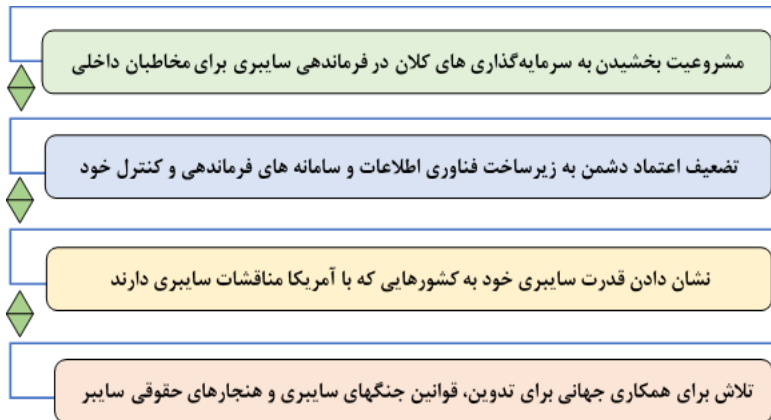 مشروعیت بخشیدن به سرمایه‌گذاری های کلان در فرماندهی سایبری برای مخاطبان داخلی
تضعیف اعتماد دشمن به زیرساخت فناوری اطلاعات و سامانه های فرماندهی و کنترل خود
نشان دادن قدرت سایبری خود به کشورهایی که با آمریکا مناقشات سایبری دارند
تلاش برای همکاری جهانی برای تدوین، قوانین جنگهای سایبری و هنجارهای حقوقی سایبر